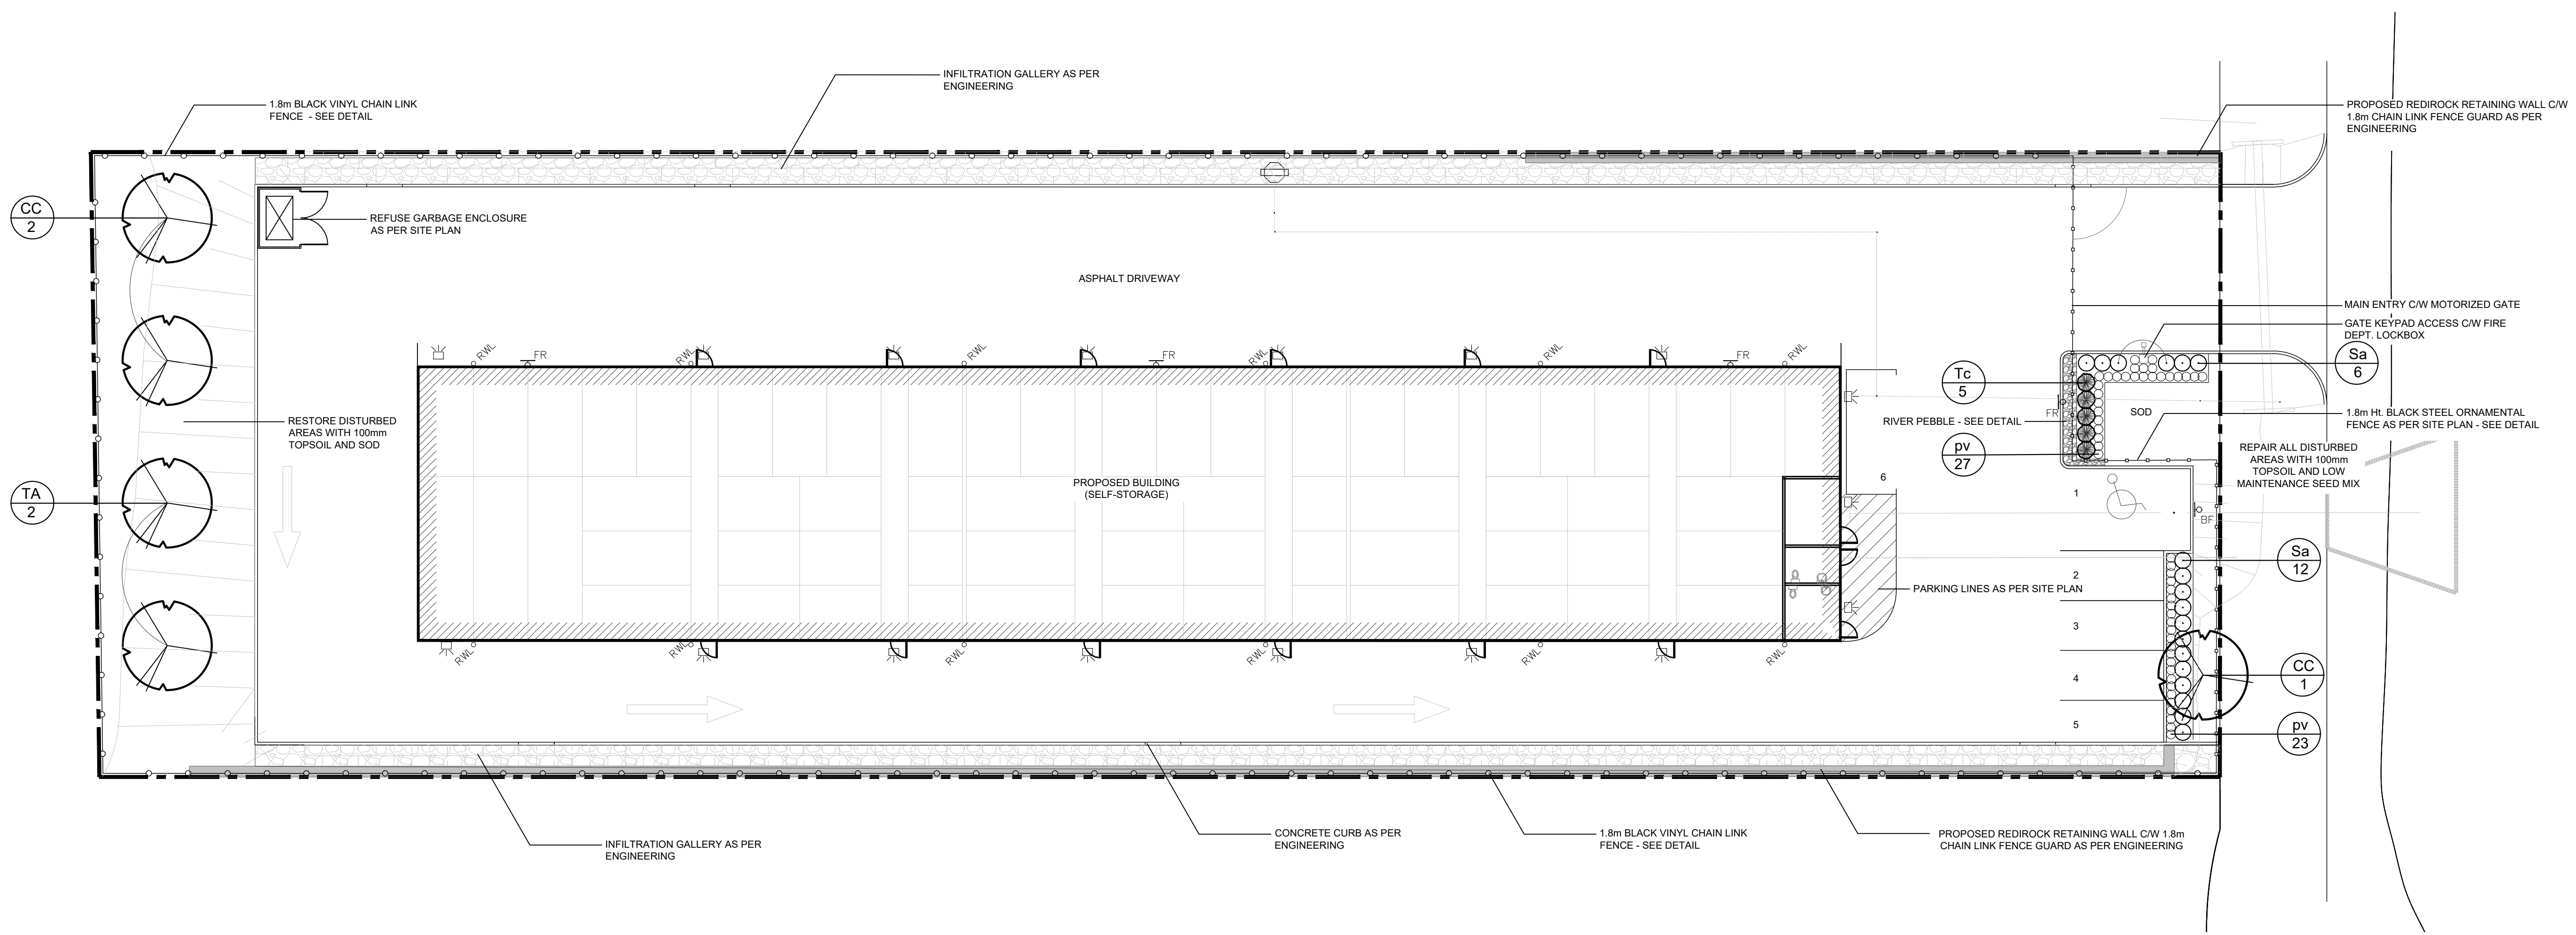 INFILTRATION GALLERY AS PER
ENGINEERING
1.8m BLACK VINYL CHAIN LINK
FENCE - SEE DETAIL
PROPOSED REDIROCK RETAINING WALL C/W
1.8m CHAIN LINK FENCE GUARD AS PER
ENGINEERING
CC
2
REFUSE GARBAGE ENCLOSURE
AS PER SITE PLAN
ASPHALT DRIVEWAY
MAIN ENTRY C/W MOTORIZED GATE
GATE KEYPAD ACCESS C/W FIRE
DEPT. LOCKBOX
Sa
6
RWL
FR
RWL
RWL
FR
RWL
RWL
FR
RWL
Tc
5
FR
SOD
1.8m Ht. BLACK STEEL ORNAMENTAL
FENCE AS PER SITE PLAN - SEE DETAIL
RESTORE DISTURBED
AREAS WITH 100mm
TOPSOIL AND SOD
RIVER PEBBLE - SEE DETAIL
pv
27
REPAIR ALL DISTURBED
AREAS WITH 100mm
TOPSOIL AND LOW
MAINTENANCE SEED MIX
TA
2
PROPOSED BUILDING
(SELF-STORAGE)
6
1
BF
Sa
12
2
PARKING LINES AS PER SITE PLAN
3
RWL
RWL
RWL
RWL
RWL
RWL
4
CC
1
5
pv
23
INFILTRATION GALLERY AS PER
ENGINEERING
CONCRETE CURB AS PER
ENGINEERING
1.8m BLACK VINYL CHAIN LINK
FENCE - SEE DETAIL
PROPOSED REDIROCK RETAINING WALL C/W 1.8m
CHAIN LINK FENCE GUARD AS PER ENGINEERING